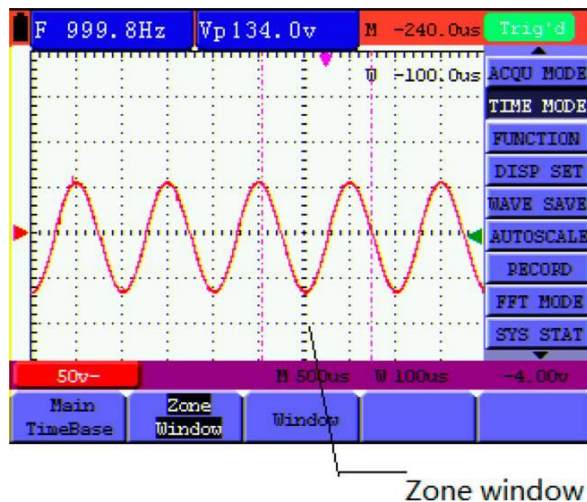 F 999.8Hz Vp134.0v M -240.0us Trig'd
W -100.0us
ACQU MODE
TIME MODE
FUNCTION
DISP SET
WAVE SAVE
AUTOSCALE
RECORD
FFT MODE
SYS STAT
50v~ M 500us W 100us -4.00v
Main TimeBase
Zone Window
Window
Zone window